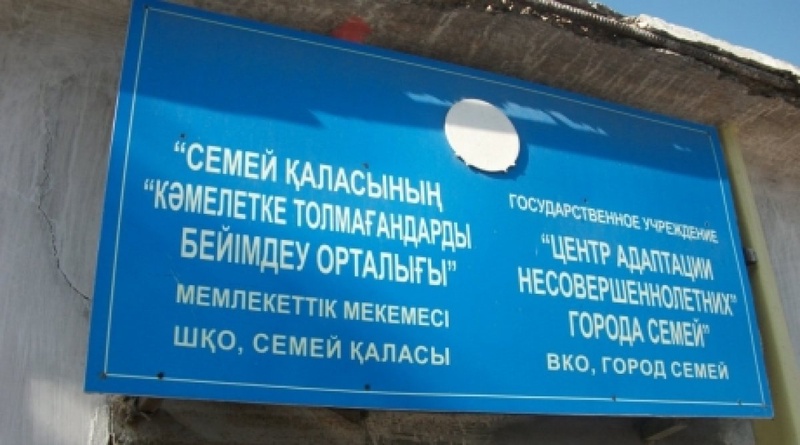 “СЕМЕЙ ҚАЛАСЫНЫҢ
“КӘМЕЛЕТКЕ ТОЛМАҒАНДАРДЫ
БЕЙІМДЕУ ОРТАЛЫҒЫ”
МЕМЛЕКЕТТІК МЕКЕМЕСІ
ШҚО, СЕМЕЙ ҚАЛАСЫ
ГОСУДАРСТВЕННОЕ УЧРЕЖДЕНИЕ
“ЦЕНТР АДАПТАЦИИ
НЕСОВЕРШЕННОЛЕТНИХ”
ГОРОДА СЕМЕЙ”
ВКО, ГОРОД СЕМЕЙ